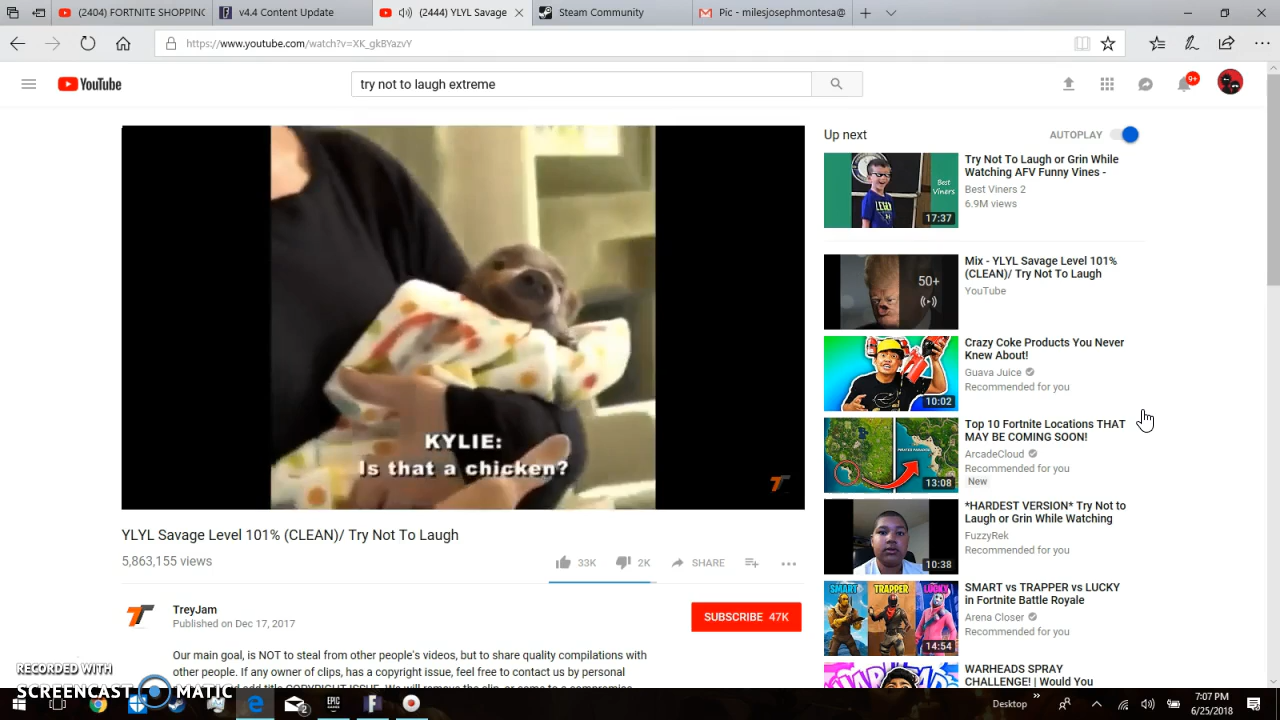 (2404) FORTNITE SHOPPING
v4.4 Content Update
(2444) YLYL Savage
Steam Community
Pic - milesjosephmontesa@
https://www.youtube.com/watch?v=XK_gkBYazvY
YouTube
try not to laugh extreme
9+
Up next
AUTOPLAY
Try Not To Laugh or Grin While
Watching AFV Funny Vines -
Best Viners 2
6.9M views
Best
Viners
17:37
Mix - YLYL Savage Level 101%
(CLEAN)/ Try Not To Laugh
YouTube
50+
Crazy Coke Products You Never
Knew About!
Guava Juice
Recommended for you
10:02
Top 10 Fortnite Locations THAT
MAY BE COMING SOON!
ArcadeCloud
Recommended for you
New
13:08
*HARDEST VERSION* Try Not to
Laugh or Grin While Watching
FuzzyRek
Recommended for you
10:38
SMART vs TRAPPER vs LUCKY
in Fortnite Battle Royale
Arena Closer
Recommended for you
SMART TRAPPER LUCKY
14:54
WARHEADS SPRAY
CHALLENGE! | Would You
KYLIE:
Is that a chicken?
YLYL Savage Level 101% (CLEAN)/ Try Not To Laugh
5,863,155 views
33K 2K SHARE
TreyJam
Published on Dec 17, 2017
SUBSCRIBE 47K
Our main goal, is NOT to steal from other people's videos, but to share quality compilations with
other people. If any owner of clips, has a copyright issue, feel free to contact us by personal
RECORDED WITH
SCREENCAST MATIC
EPIC
Desktop
7:07 PM
6/25/2018